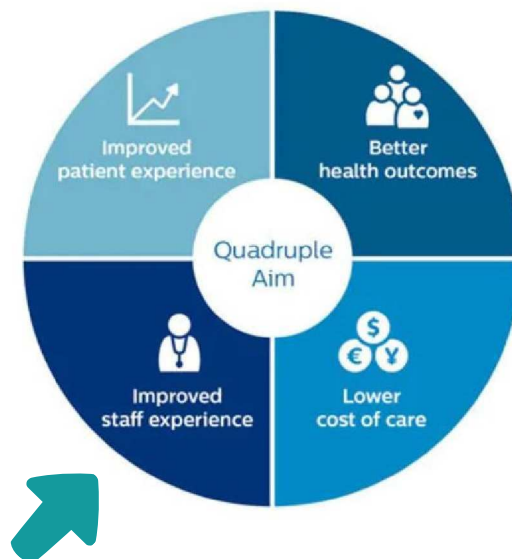 Improved
patient experience
Better
health outcomes
Quadruple
Aim
Improved
staff experience
$
€ ¥
Lower
cost of care